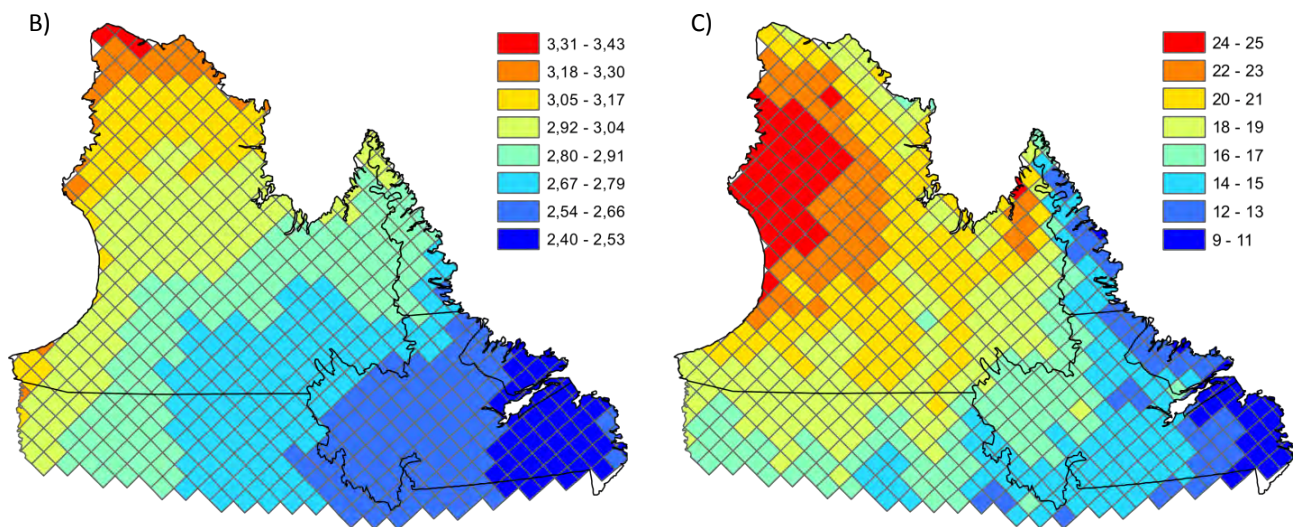 B)
3,31 - 3,43
3,18 - 3,30
3,05 - 3,17
2,92 - 3,04
2,80 - 2,91
2,67 - 2,79
2,54 - 2,66
2,40 - 2,53
C)
24 - 25
22 - 23
20 - 21
18 - 19
16 - 17
14 - 15
12 - 13
9 - 11